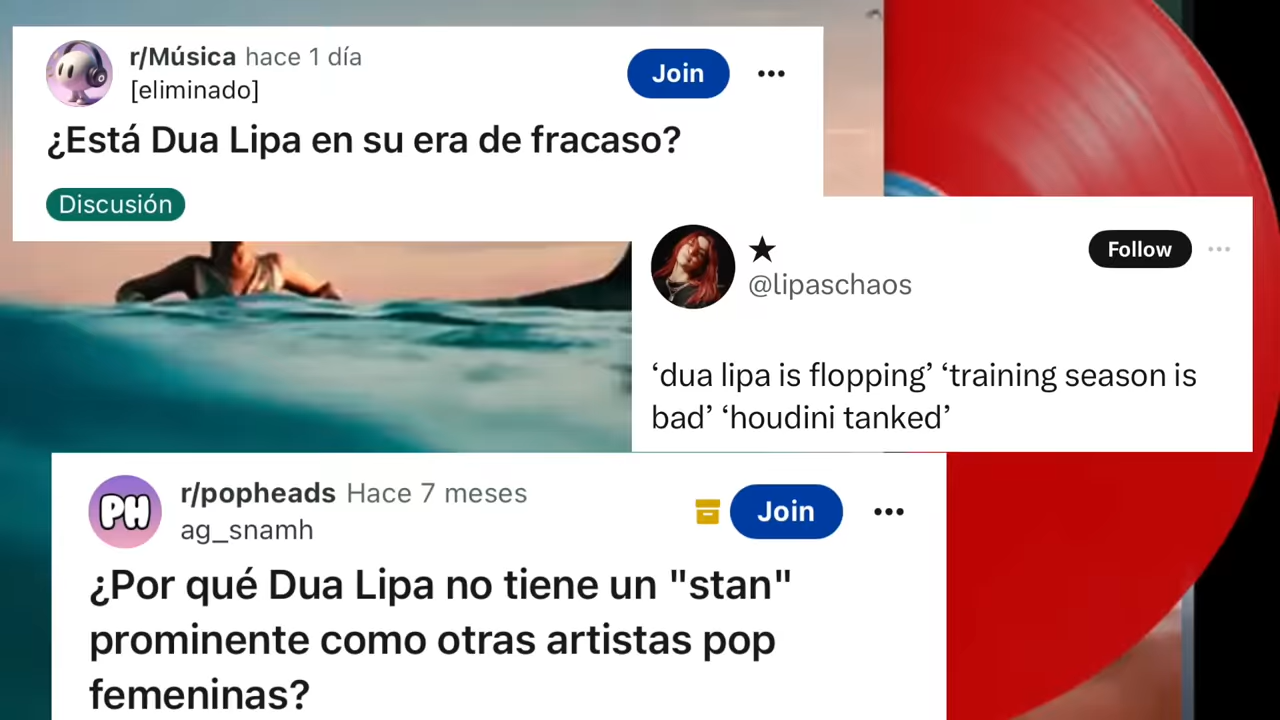 r/Música hace 1 día
[eliminado]
Join
¿Está Dua Lipa en su era de fracaso?
Discusión
★
@lipaschaos
Follow
‘dua lipa is flopping’ ‘training season is
bad’ ‘houdini tanked’
PH
r/popheads Hace 7 meses
ag_snamh
Join
¿Por qué Dua Lipa no tiene un "stan"
prominente como otras artistas pop
femeninas?